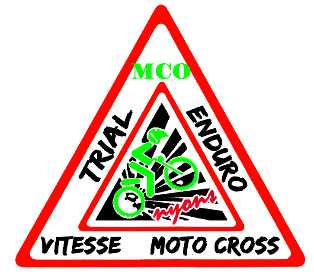 MCO
TRIAL
ENDURO
nyons
VITESSE MOTO CROSS